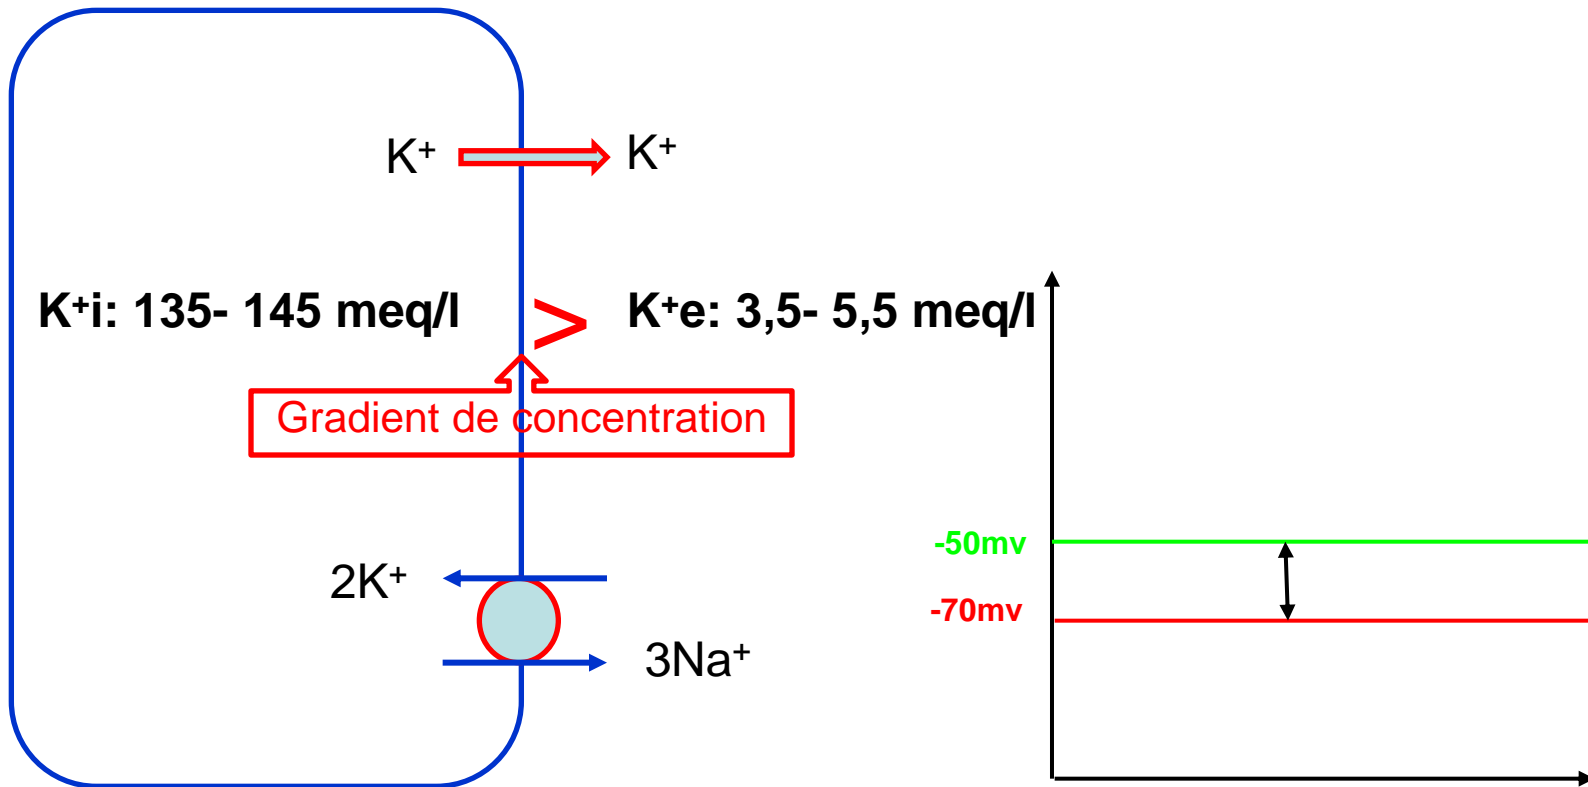 K⁺ K⁺
K⁺i: 135- 145 meq/l > K⁺e: 3,5- 5,5 meq/l
Gradient de concentration
-50mv
2K⁺
-70mv
3Na⁺